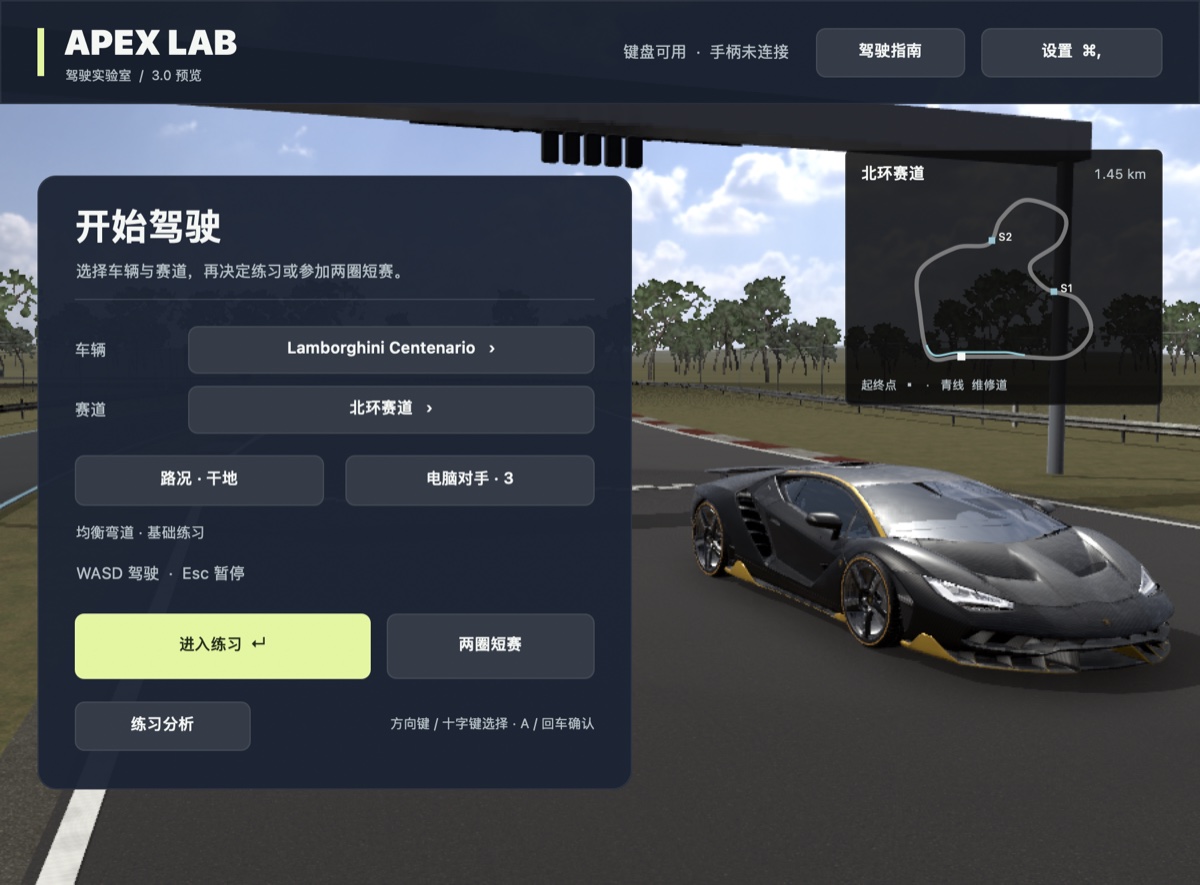 APEX LAB
驾驶实验室 / 3.0 预览
键盘可用 · 手柄未连接
驾驶指南
设置 ⌘,
开始驾驶
选择车辆与赛道，再决定练习或参加两圈短赛。
车辆
Lamborghini Centenario ›
赛道
北环赛道 ›
路况 · 干地
电脑对手 · 3
均衡弯道 · 基础练习
WASD 驾驶 · Esc 暂停
进入练习 ↵
两圈短赛
练习分析
方向键 / 十字键选择 · A / 回车确认
北环赛道
1.45 km
S2
S1
起终点 ▪ · 青线 维修道